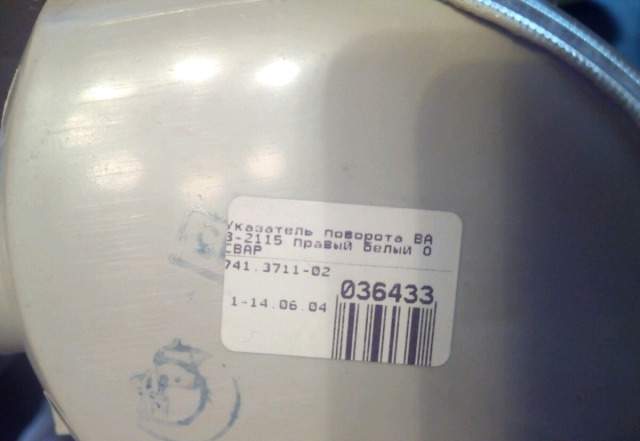 Указатель поворота ВА
З-2115 правый белый О
СВАР
741.3711-02
036433
1-14.06.04